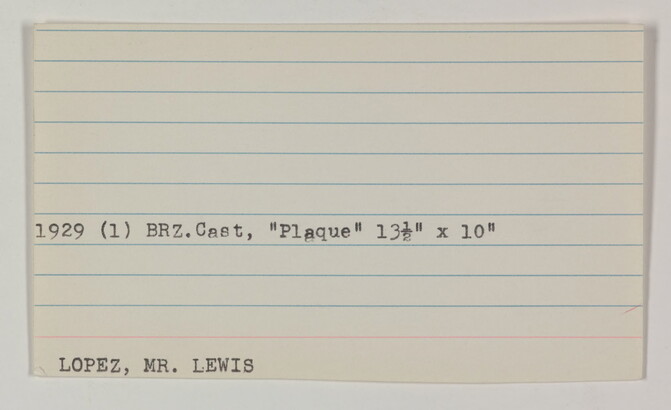 1929 (1) BRZ.Cast, "Plaque" 13½" x 10"
LOPEZ, MR. LEWIS